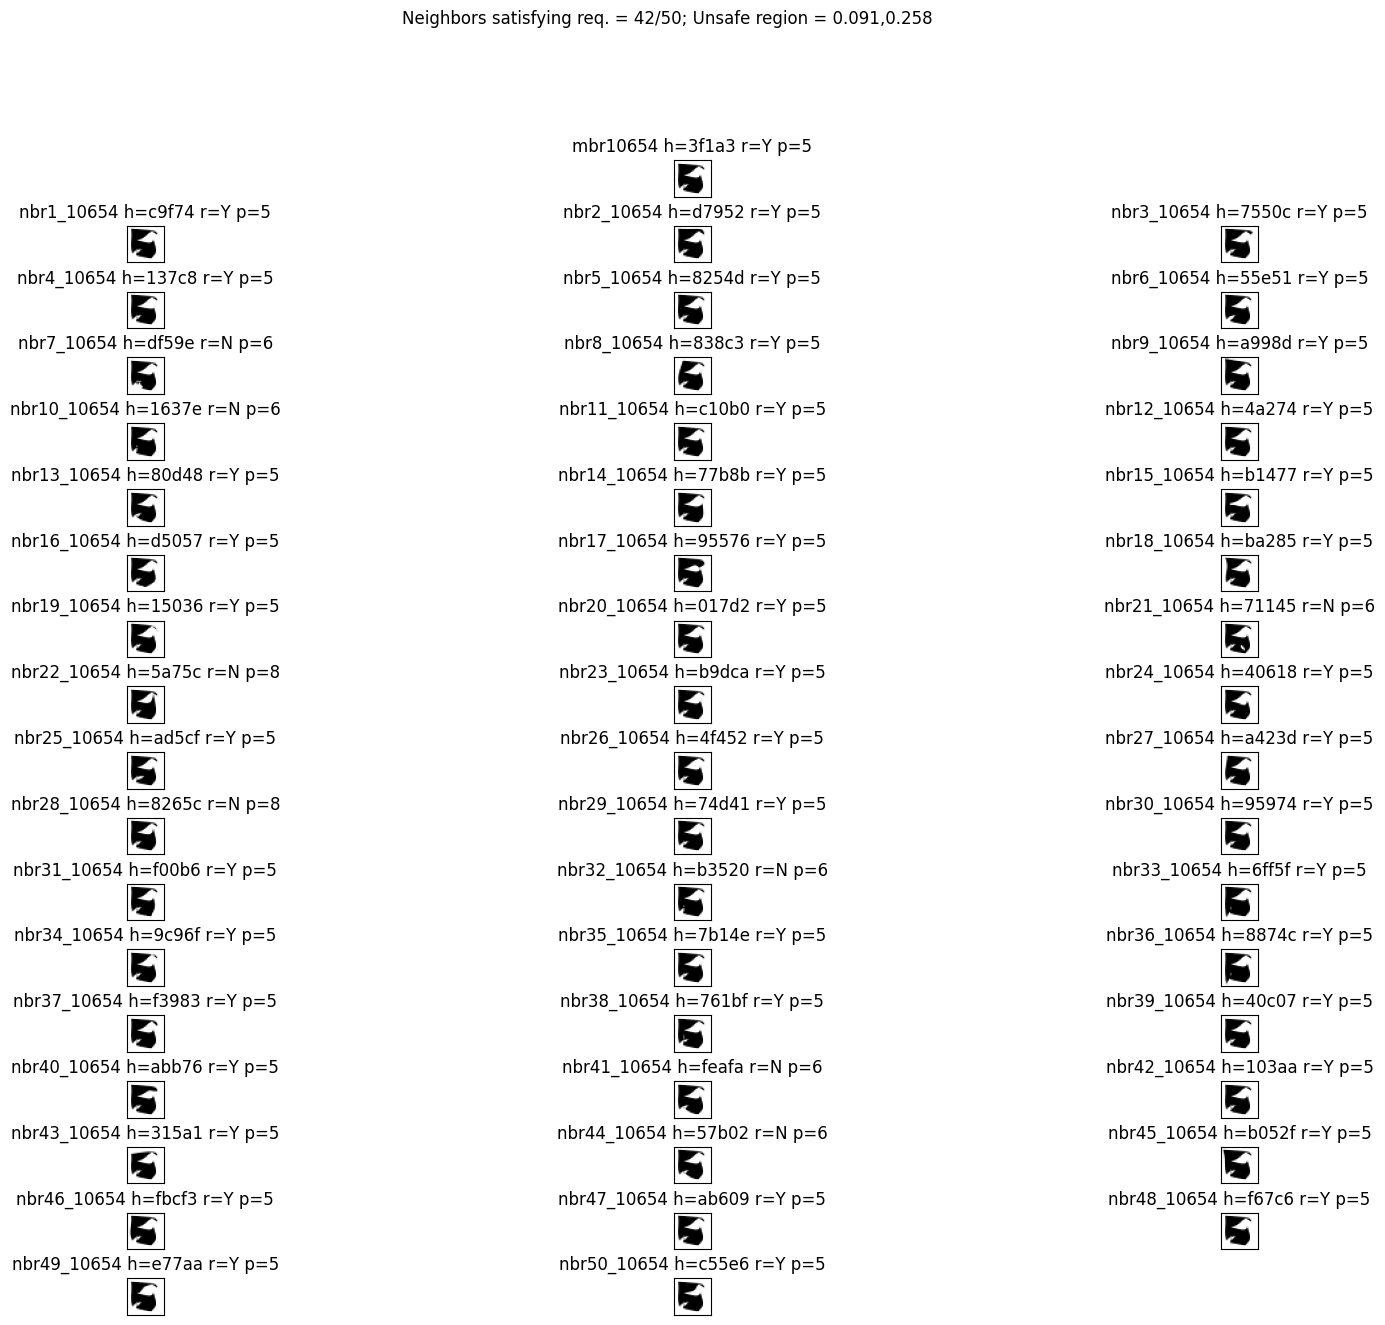 Neighbors satisfying req. = 42/50; Unsafe region = 0.091,0.258
mbr10654 h=3f1a3 r=Y p=5
nbr1_10654 h=c9f74 r=Y p=5 nbr2_10654 h=d7952 r=Y p=5 nbr3_10654 h=7550c r=Y p=5
nbr4_10654 h=137c8 r=Y p=5 nbr5_10654 h=8254d r=Y p=5 nbr6_10654 h=55e51 r=Y p=5
nbr7_10654 h=df59e r=N p=6 nbr8_10654 h=838c3 r=Y p=5 nbr9_10654 h=a998d r=Y p=5
nbr10_10654 h=1637e r=N p=6 nbr11_10654 h=c10b0 r=Y p=5 nbr12_10654 h=4a274 r=Y p=5
nbr13_10654 h=80d48 r=Y p=5 nbr14_10654 h=77b8b r=Y p=5 nbr15_10654 h=b1477 r=Y p=5
nbr16_10654 h=d5057 r=Y p=5 nbr17_10654 h=95576 r=Y p=5 nbr18_10654 h=ba285 r=Y p=5
nbr19_10654 h=15036 r=Y p=5 nbr20_10654 h=017d2 r=Y p=5 nbr21_10654 h=71145 r=N p=6
nbr22_10654 h=5a75c r=N p=8 nbr23_10654 h=b9dca r=Y p=5 nbr24_10654 h=40618 r=Y p=5
nbr25_10654 h=ad5cf r=Y p=5 nbr26_10654 h=4f452 r=Y p=5 nbr27_10654 h=a423d r=Y p=5
nbr28_10654 h=8265c r=N p=8 nbr29_10654 h=74d41 r=Y p=5 nbr30_10654 h=95974 r=Y p=5
nbr31_10654 h=f00b6 r=Y p=5 nbr32_10654 h=b3520 r=N p=6 nbr33_10654 h=6ff5f r=Y p=5
nbr34_10654 h=9c96f r=Y p=5 nbr35_10654 h=7b14e r=Y p=5 nbr36_10654 h=8874c r=Y p=5
nbr37_10654 h=f3983 r=Y p=5 nbr38_10654 h=761bf r=Y p=5 nbr39_10654 h=40c07 r=Y p=5
nbr40_10654 h=abb76 r=Y p=5 nbr41_10654 h=feafa r=N p=6 nbr42_10654 h=103aa r=Y p=5
nbr43_10654 h=315a1 r=Y p=5 nbr44_10654 h=57b02 r=N p=6 nbr45_10654 h=b052f r=Y p=5
nbr46_10654 h=fbcf3 r=Y p=5 nbr47_10654 h=ab609 r=Y p=5 nbr48_10654 h=f67c6 r=Y p=5
nbr49_10654 h=e77aa r=Y p=5 nbr50_10654 h=c55e6 r=Y p=5